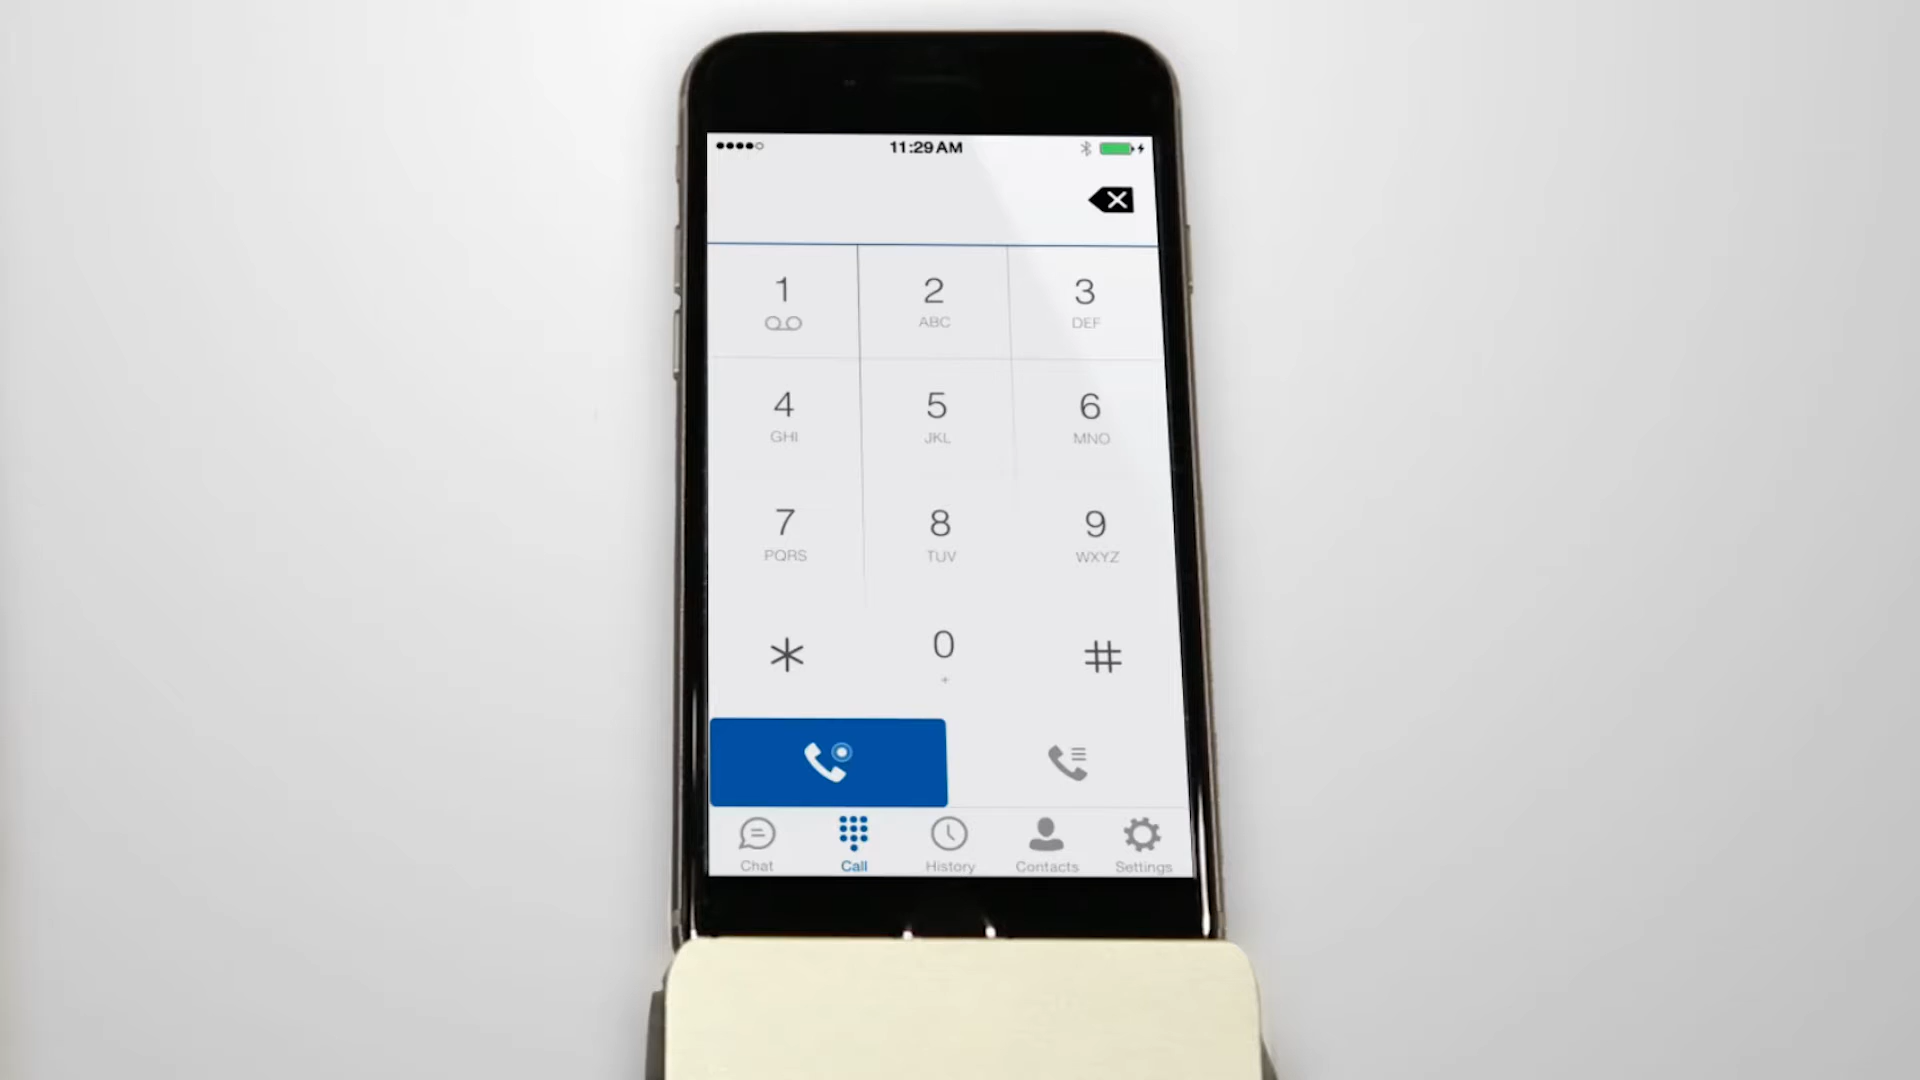 11:29 AM
1 2 3
ABC DEF
4 5 6
GHI JKL MNO
7 8 9
PQRS TUV WXYZ
* 0 #
+
Chat Call History Contacts Settings